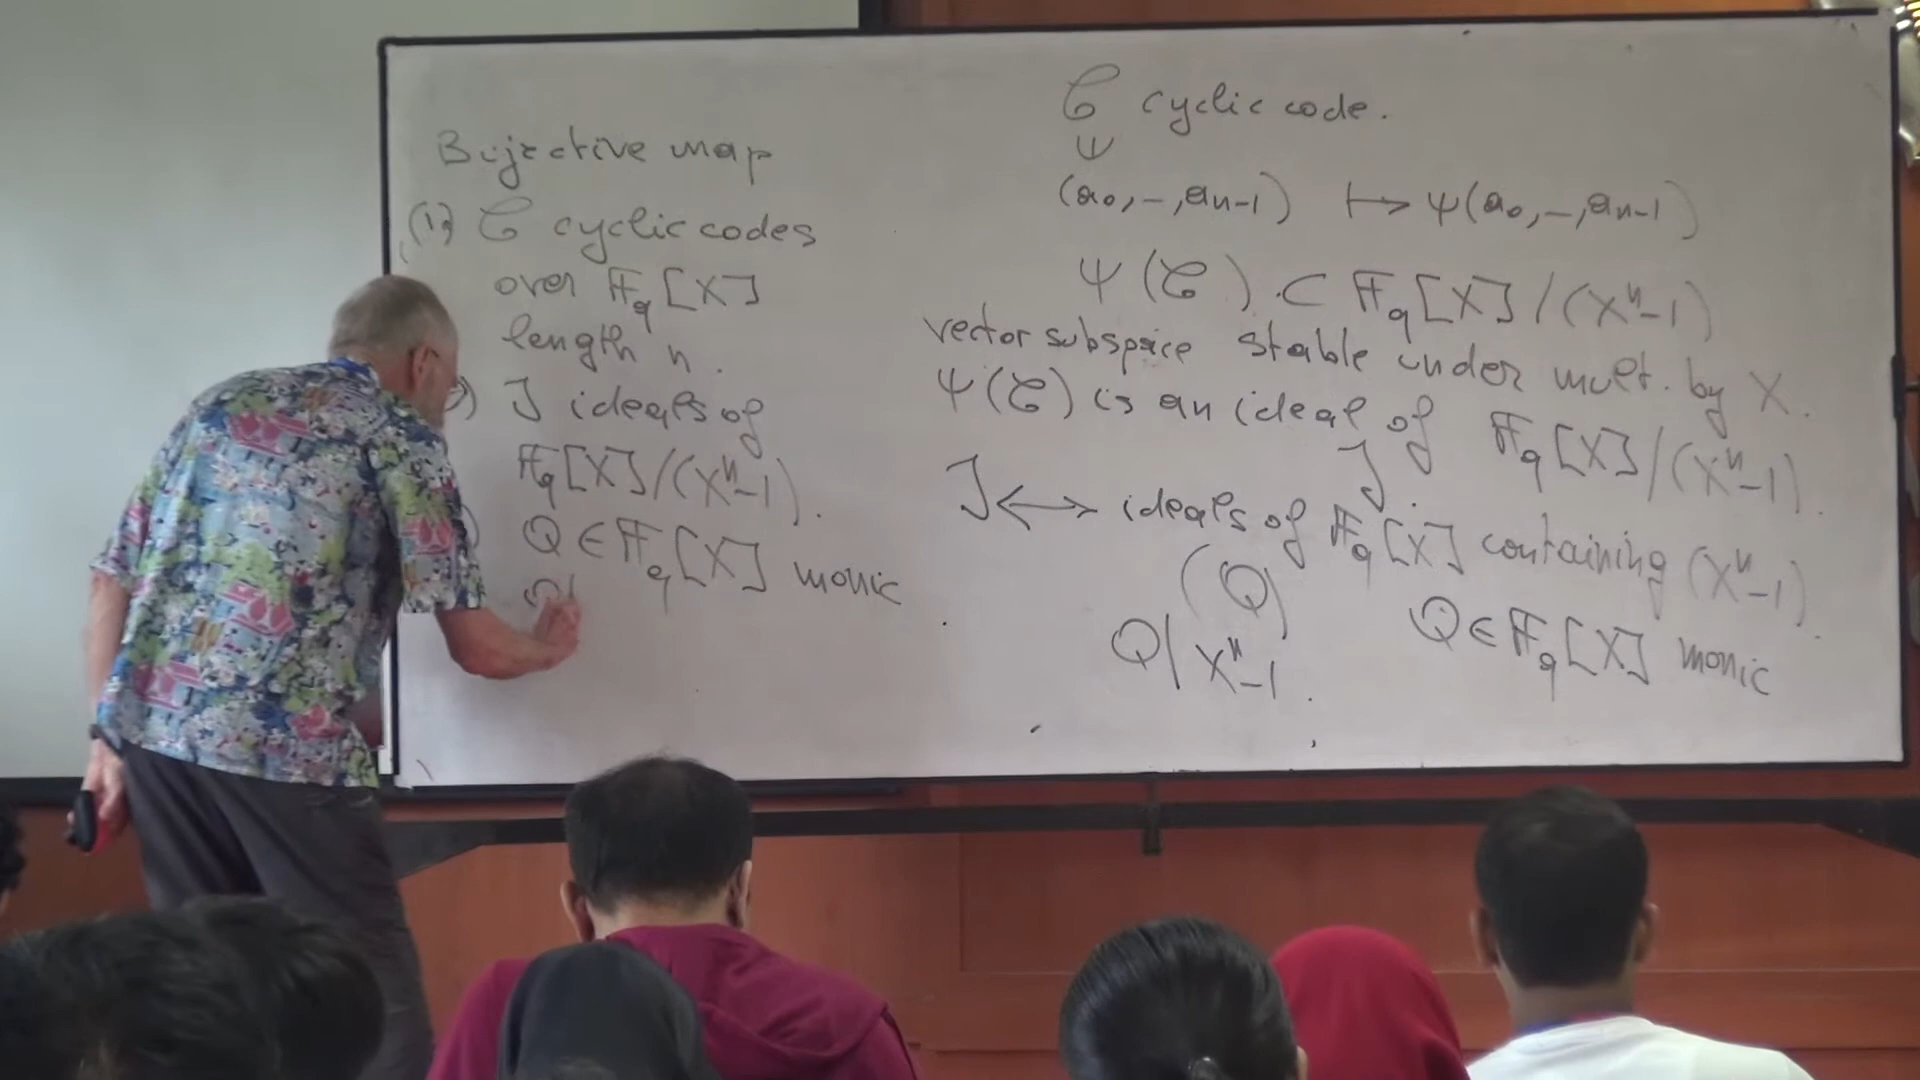 Bijective map
(1) C cyclic codes
over 𝔽q[X]
length n.
) J ideals of
𝔽q[X]/(Xⁿ-1).
) Q ∈ 𝔽q[X] monic
Q|
C cyclic code.
Ψ
(a₀, –, aₙ₋₁) ↦ Ψ(a₀, –, aₙ₋₁)
Ψ(C) ⊂ 𝔽q[X]/(Xⁿ-1)
vector subspace stable under mult. by X.
Ψ(C) is an ideal of 𝔽q[X]/(Xⁿ-1).
J
J ↔ ideals of 𝔽q[X] containing (Xⁿ-1).
(Q)
Q | Xⁿ-1.
Q ∈ 𝔽q[X] monic